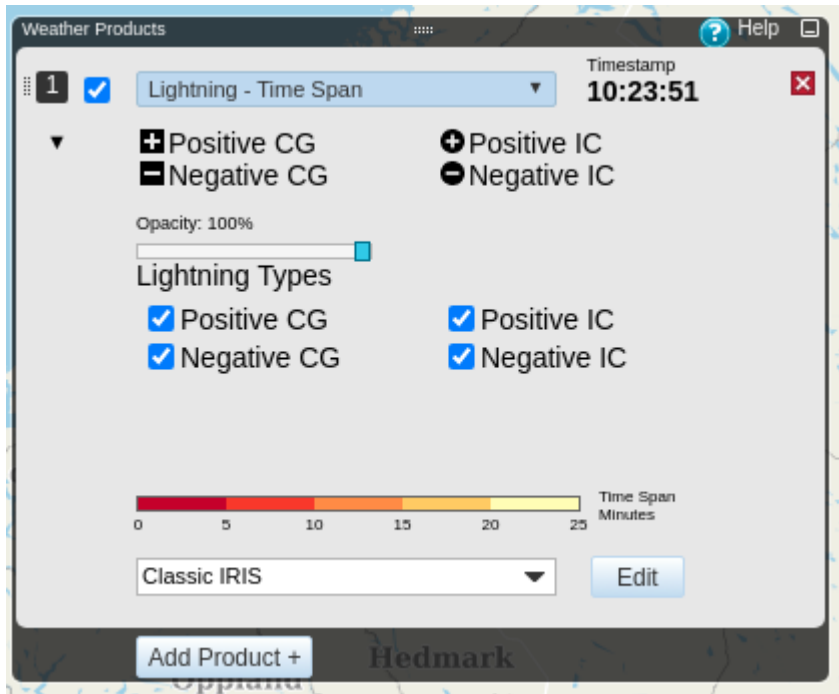 Weather Products
Help
1
Lightning - Time Span
Timestamp
10:23:51
Positive CG
Positive IC
Negative CG
Negative IC
Opacity: 100%
Lightning Types
Positive CG
Positive IC
Negative CG
Negative IC
0 5 10 15 20 25
Time Span
Minutes
Classic IRIS
Edit
Add Product +
Hedmark
Oppland